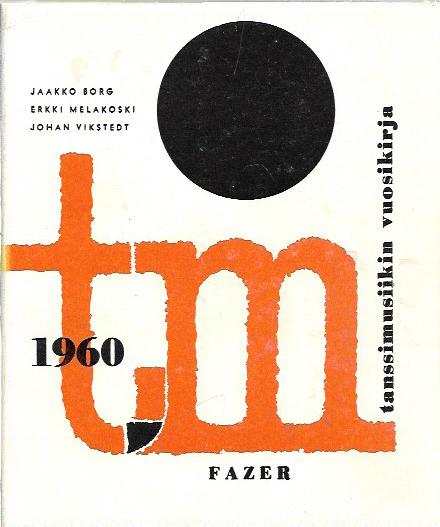 JAAKKO BORG
ERKKI MELAKOSKI
JOHAN VIKSTEDT
tanssimusiikin vuosikirja
tm
1960
FAZER